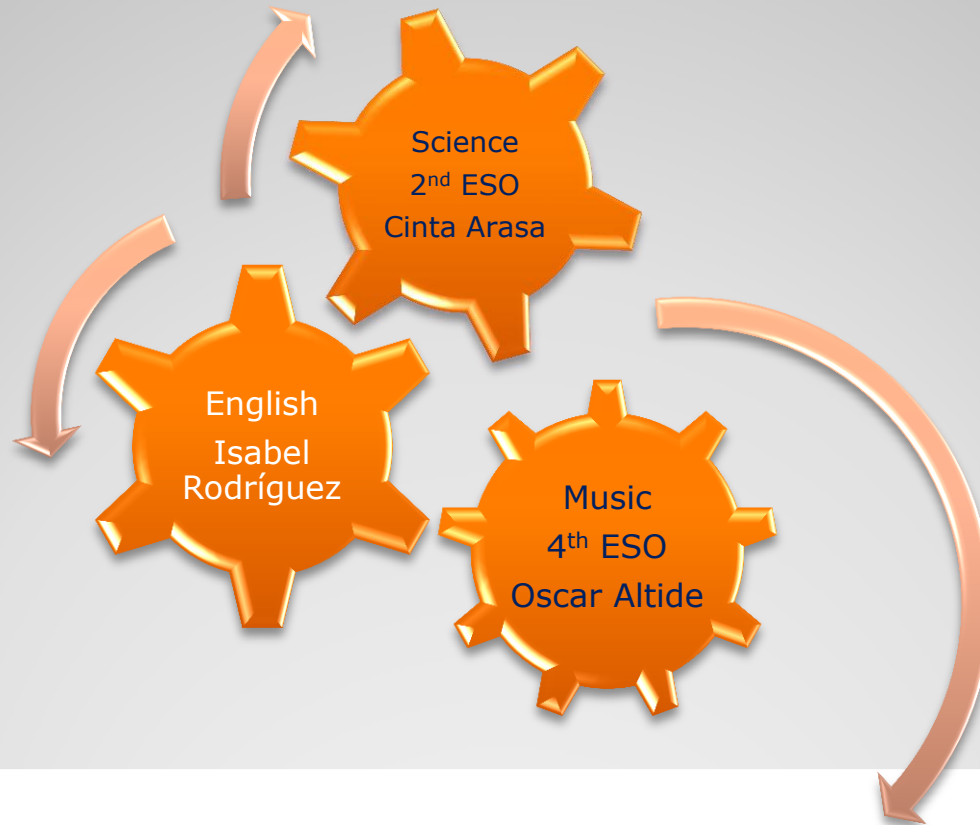 Science
2nd ESO
Cinta Arasa
English
Isabel
Rodríguez
Music
4th ESO
Oscar Altide